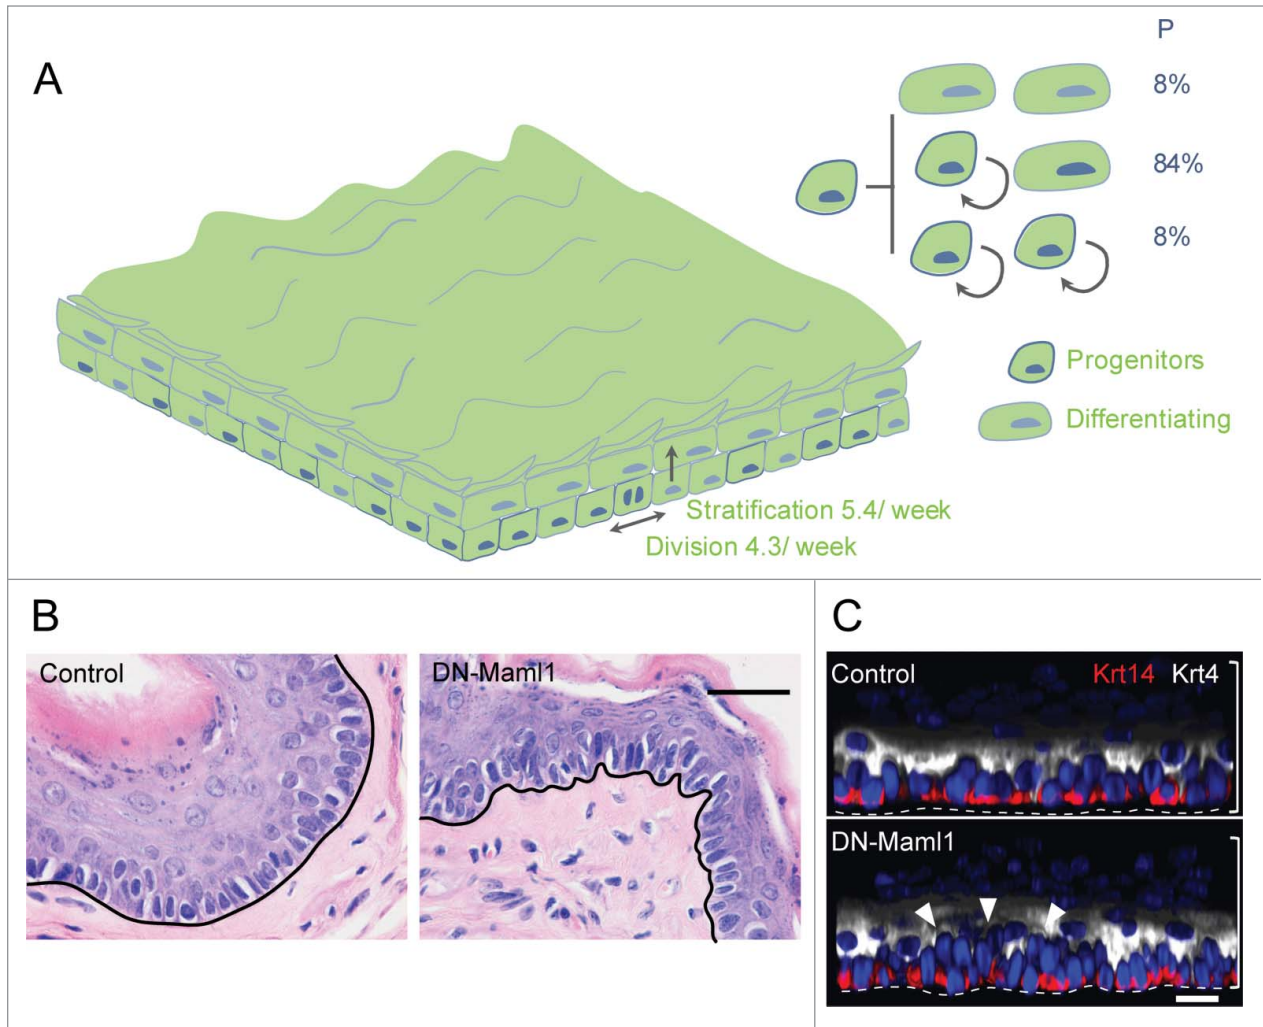 A
P
8%
84%
8%
Progenitors
Differentiating
Stratification 5.4/ week
Division 4.3/ week
B
Control
DN-Maml1
C
Control
Krt14 Krt4
DN-Maml1